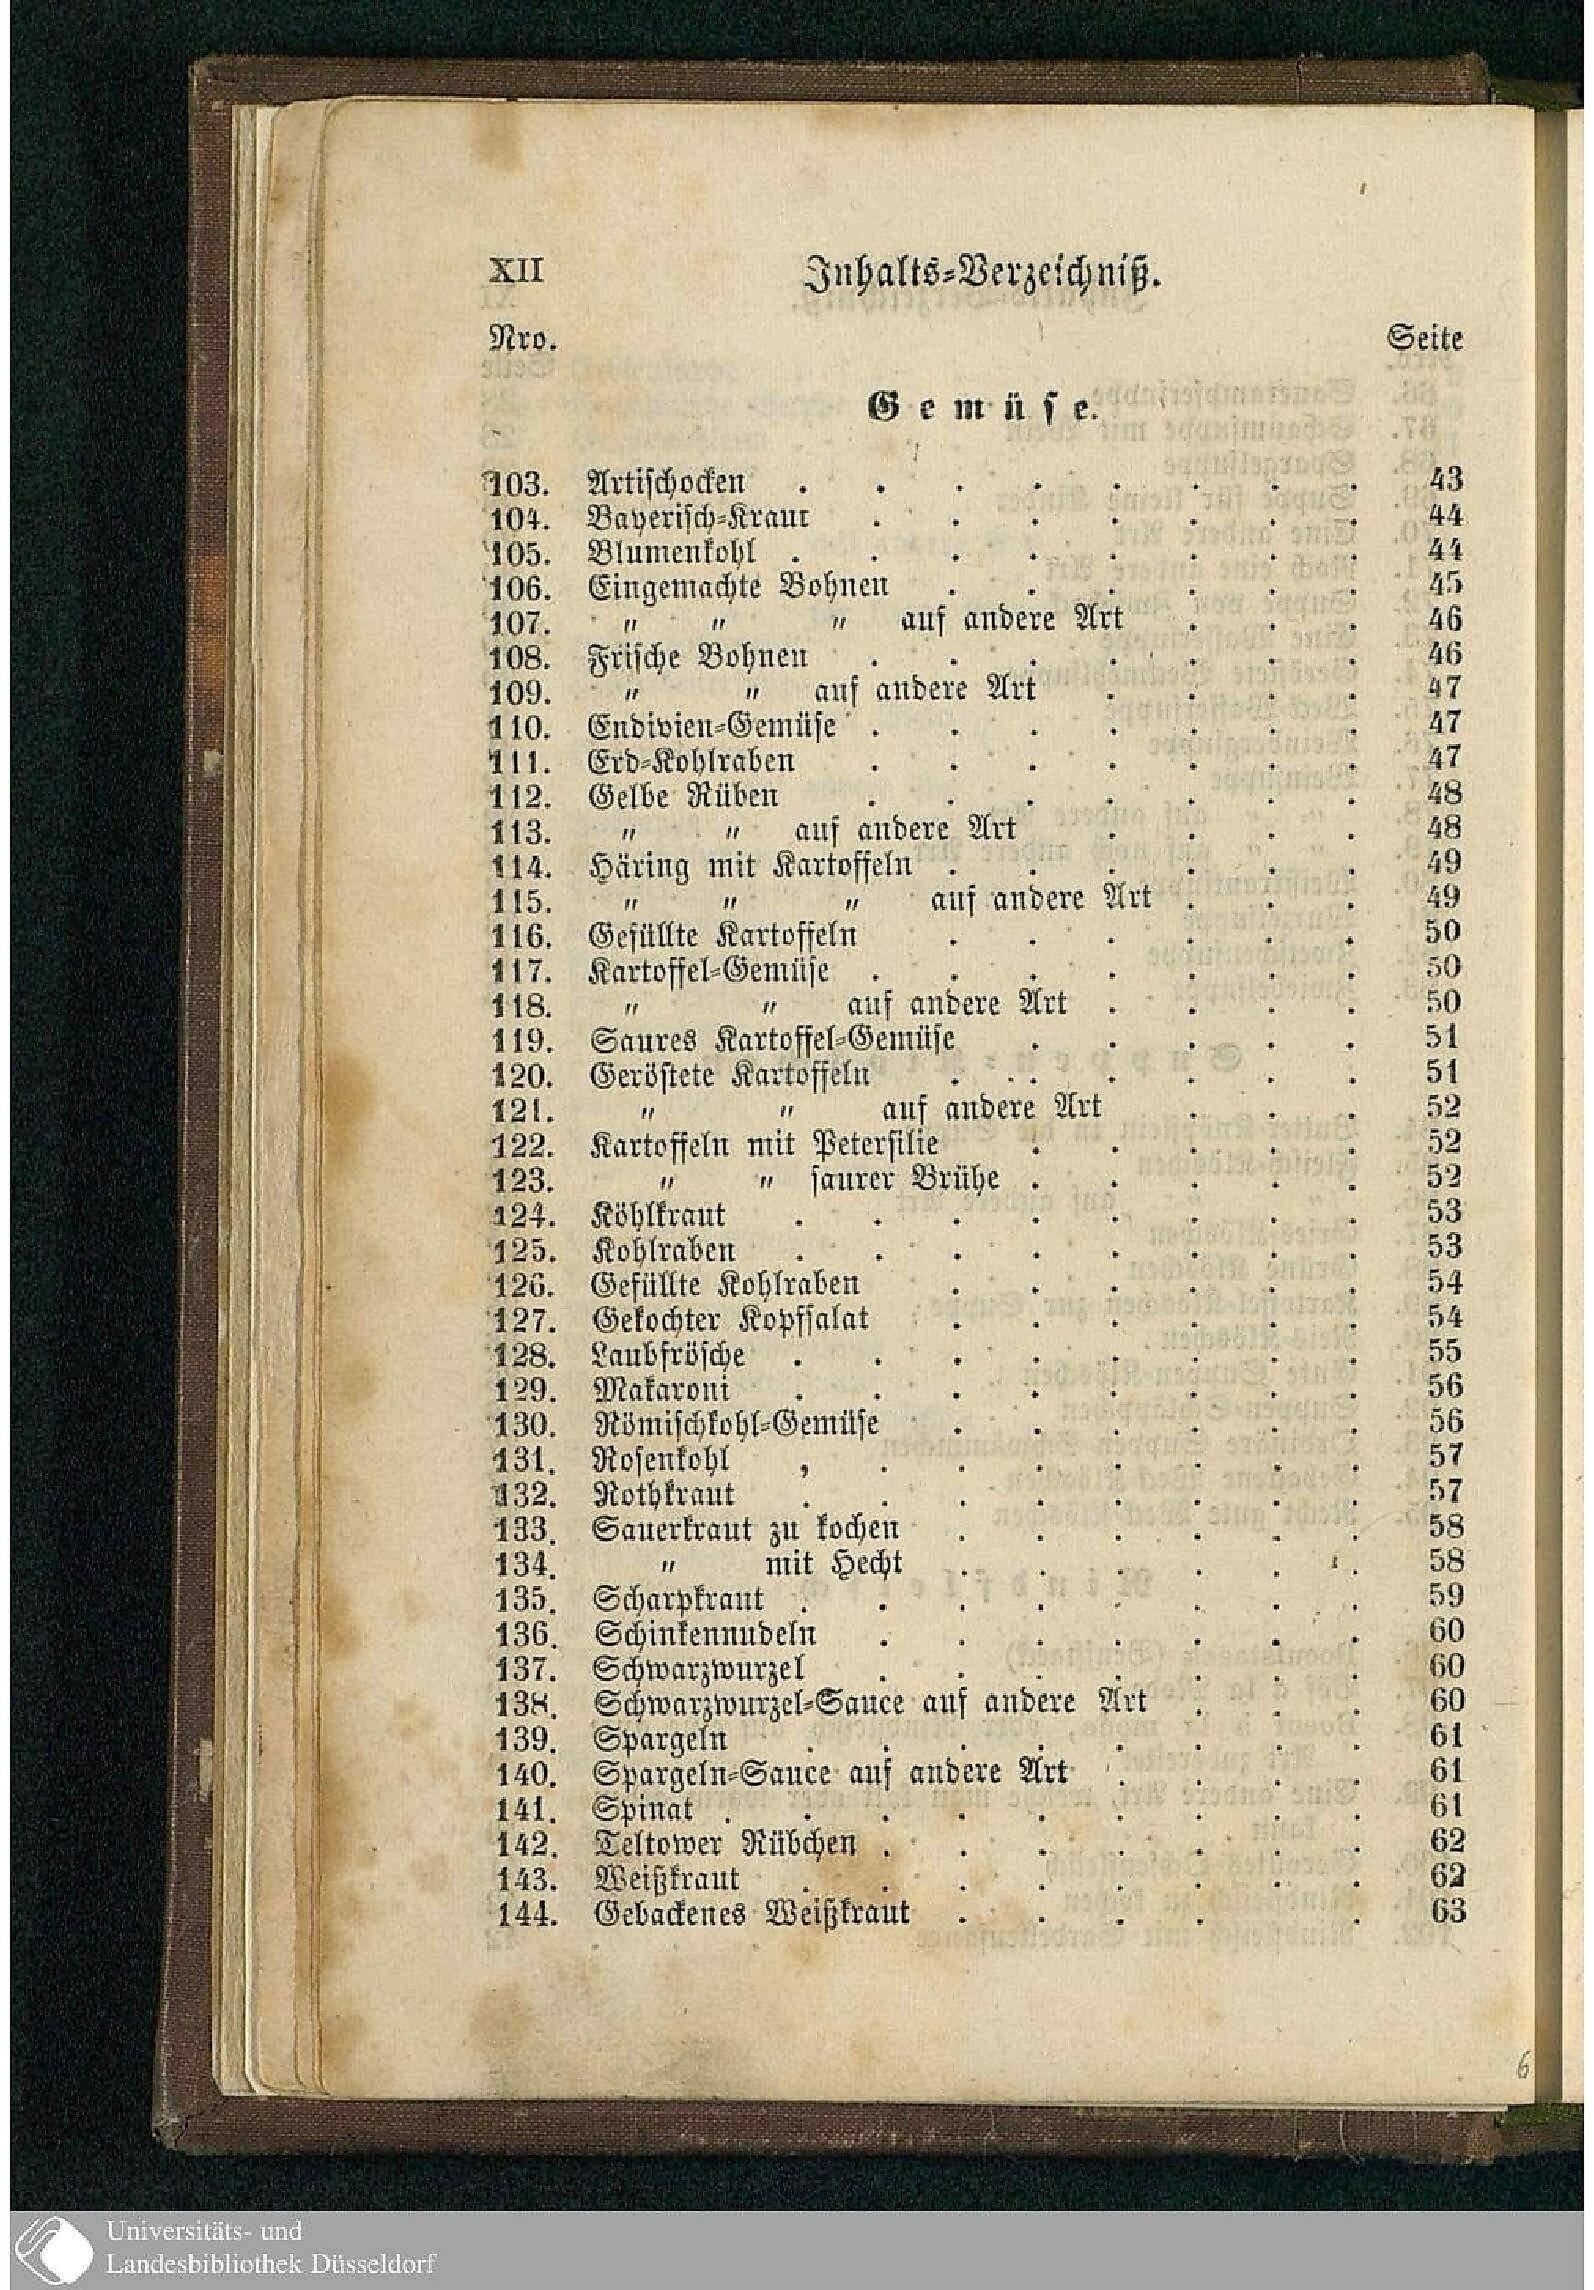 XII Inhalts-Verzeichniß.
Nro. Seite
Gemüse.
103. Artischocken . . . . . . . . 43
104. Bayerisch-Kraut . . . . . . . 44
105. Blumenkohl . . . . . . . . 44
106. Eingemachte Bohnen . . . . . . 45
107. " " " auf andere Art . . . 46
108. Frische Bohnen . . . . . . . 46
109. " " auf andere Art . . . . 47
110. Endivien-Gemüse . . . . . . . 47
111. Erd-Kohlraben . . . . . . . 47
112. Gelbe Rüben . . . . . . . 48
113. " " auf andere Art . . . . 48
114. Häring mit Kartoffeln . . . . . . 49
115. " " " auf andere Art . . . 49
116. Gefüllte Kartoffeln . . . . . . 50
117. Kartoffel-Gemüse . . . . . . . 50
118. " " auf andere Art . . . . 50
119. Saures Kartoffel-Gemüse . . . . . 51
120. Geröstete Kartoffeln . . . . . . 51
121. " " auf andere Art . . . 52
122. Kartoffeln mit Petersilie . . . . . 52
123. " " saurer Brühe . . . . . 52
124. Köhlkraut . . . . . . . . 53
125. Kohlraben . . . . . . . . 53
126. Gefüllte Kohlraben . . . . . . 54
127. Gekochter Kopfsalat . . . . . . 54
128. Laubfrösche . . . . . . . . 55
129. Makaroni . . . . . . . . 56
130. Römischkohl-Gemüse . . . . . . 56
131. Rosenkohl , . . . . . . . 57
132. Rothkraut . . . . . . . . 57
133. Sauerkraut zu kochen . . . . . . 58
134. " mit Hecht . . . . . . 58
135. Scharpkraut . . . . . . . . 59
136. Schinkennudeln . . . . . . . 60
137. Schwarzwurzel . . . . . . . 60
138. Schwarzwurzel-Sauce auf andere Art . . . 60
139. Spargeln . . . . . . . . 61
140. Spargeln-Sauce auf andere Art . . . . 61
141. Spinat . . . . . . . . . 61
142. Teltower Rübchen . . . . . . . 62
143. Weißkraut . . . . . . . . 62
144. Gebackenes Weißkraut . . . . . 63
6
Universitäts- und
Landesbibliothek Düsseldorf